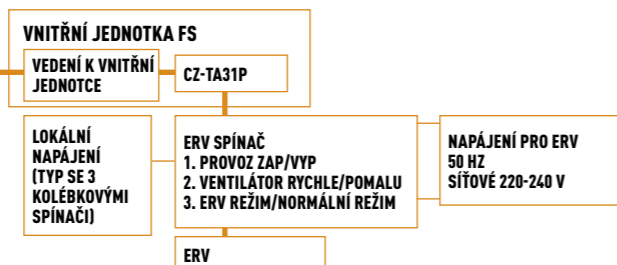 VNITŘNÍ JEDNOTKA FS
VEDENÍ K VNITŘNÍ
JEDNOTCE
CZ-TA31P
LOKÁLNÍ
NAPÁJENÍ
(TYP SE 3
KOLÉBKOVÝMI
SPÍNAČI)
ERV SPÍNAČ
1. PROVOZ ZAP/VYP
2. VENTILÁTOR RYCHLE/POMALU
3. ERV REŽIM/NORMÁLNÍ REŽIM
NAPÁJENÍ PRO ERV
50 HZ
SÍŤOVÉ 220-240 V
ERV